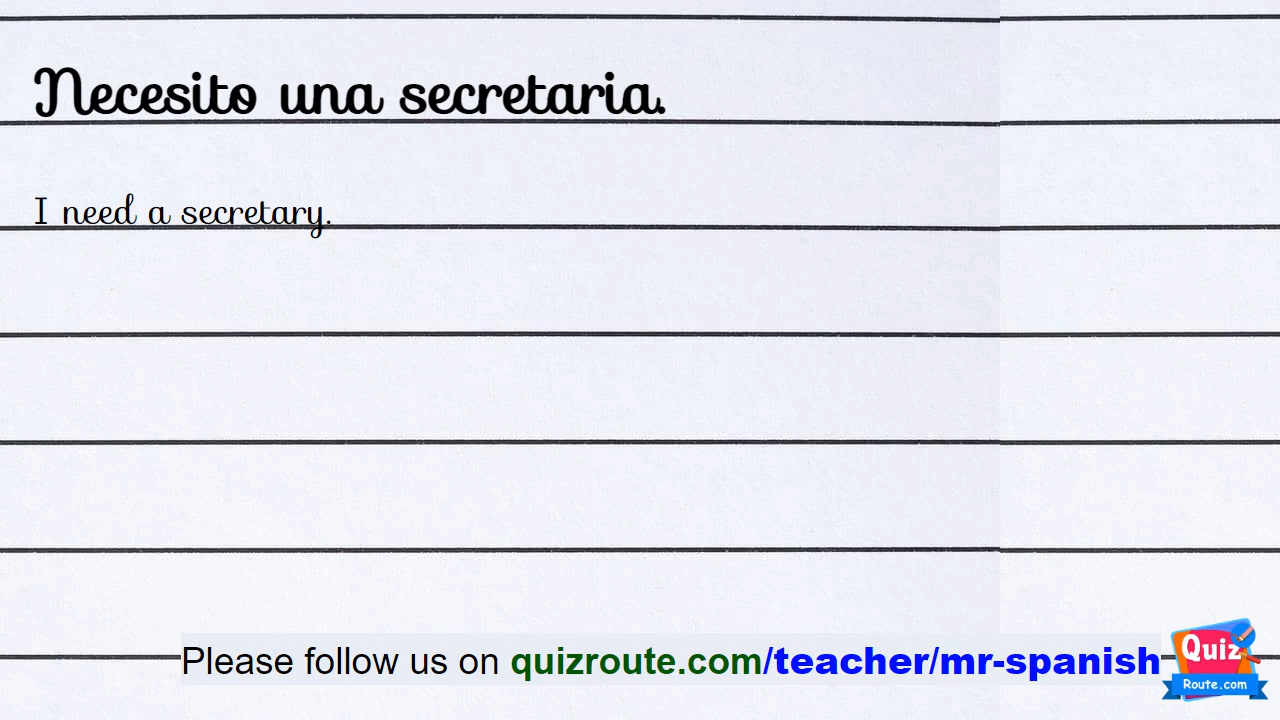 Necesito una secretaria.
I need a secretary.
Please follow us on quizroute.com/teacher/mr-spanish
Quiz
Route.com